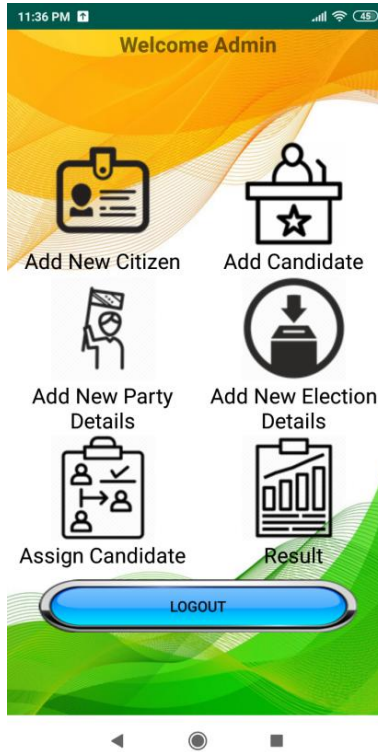 11:36 PM 45
Welcome Admin
Add New Citizen Add Candidate
Add New Party Add New Election
Details Details
Assign Candidate Result
LOGOUT